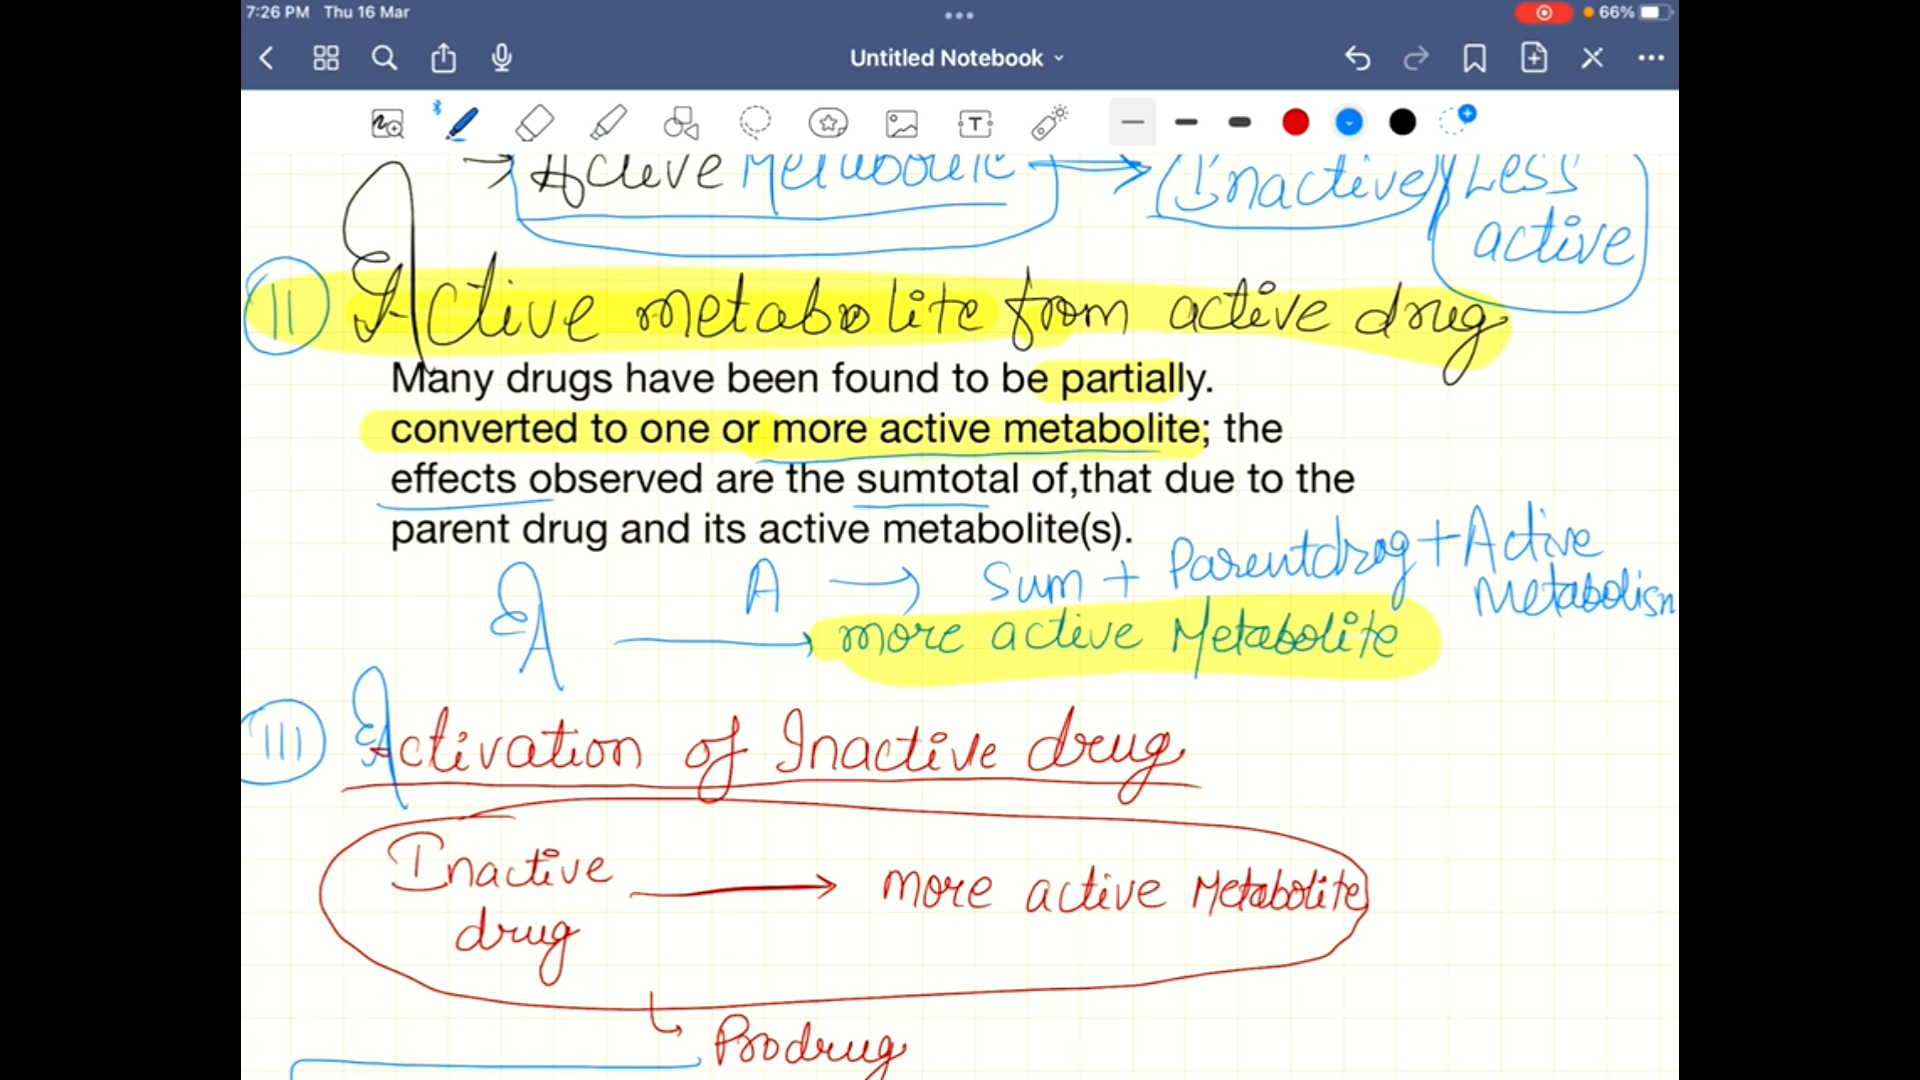 7:26 PM Thu 16 Mar
66%
Untitled Notebook
→ Active Metabolite → Inactive / Less
active
II Active metabolite from active drug
Many drugs have been found to be partially.
converted to one or more active metabolite; the
effects observed are the sumtotal of,that due to the
parent drug and its active metabolite(s).
A → Sum + Parentdrug + Active
Metabolism
A → more active Metabolite
III Activation of Inactive drug
Inactive → more active Metabolite
drug
Prodrug